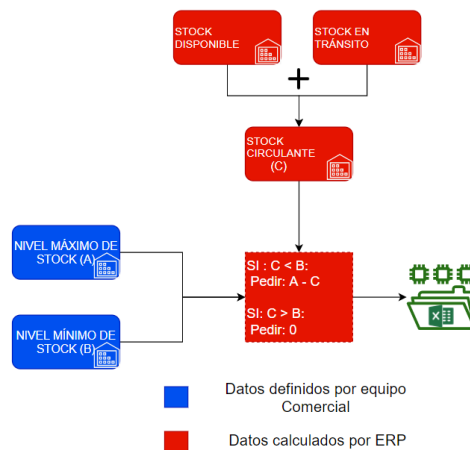 STOCK
DISPONIBLE
STOCK EN
TRÁNSITO
+
STOCK
CIRCULANTE
(C)
NIVEL MÁXIMO DE
STOCK (A)
NIVEL MÍNIMO DE
STOCK (B)
SI : C < B:
Pedir: A - C
SI: C > B:
Pedir: 0
X
Datos definidos por equipo
Comercial
Datos calculados por ERP